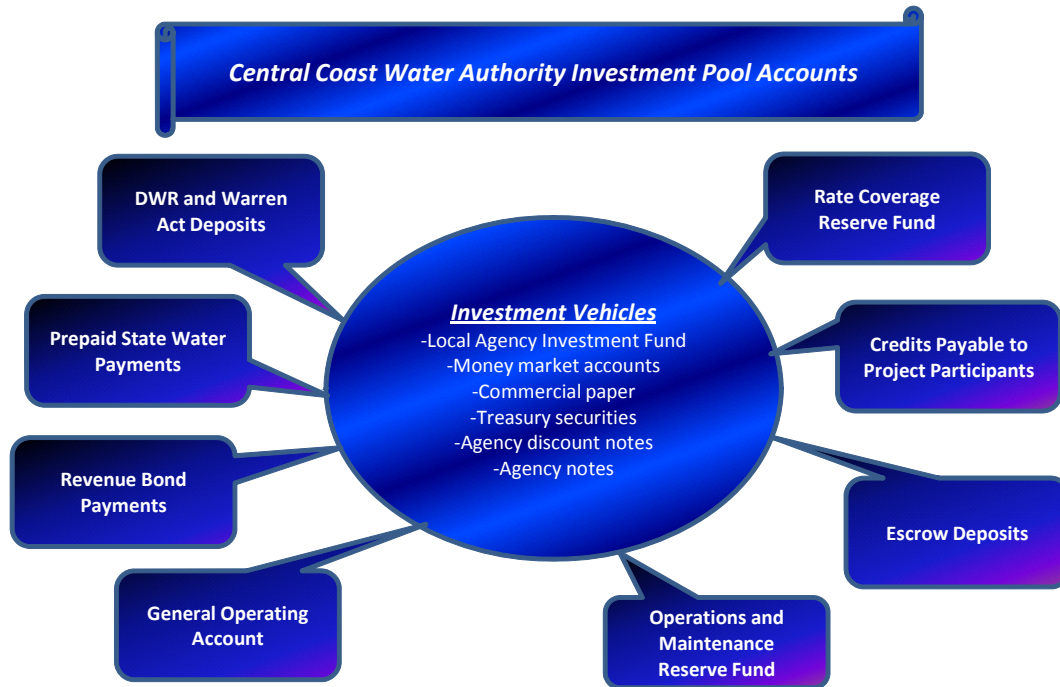 Central Coast Water Authority Investment Pool Accounts
DWR and Warren
Act Deposits
Rate Coverage
Reserve Fund
Prepaid State Water
Payments
Investment Vehicles
-Local Agency Investment Fund
-Money market accounts
-Commercial paper
-Treasury securities
-Agency discount notes
-Agency notes
Credits Payable to
Project Participants
Revenue Bond
Payments
Escrow Deposits
General Operating
Account
Operations and
Maintenance
Reserve Fund